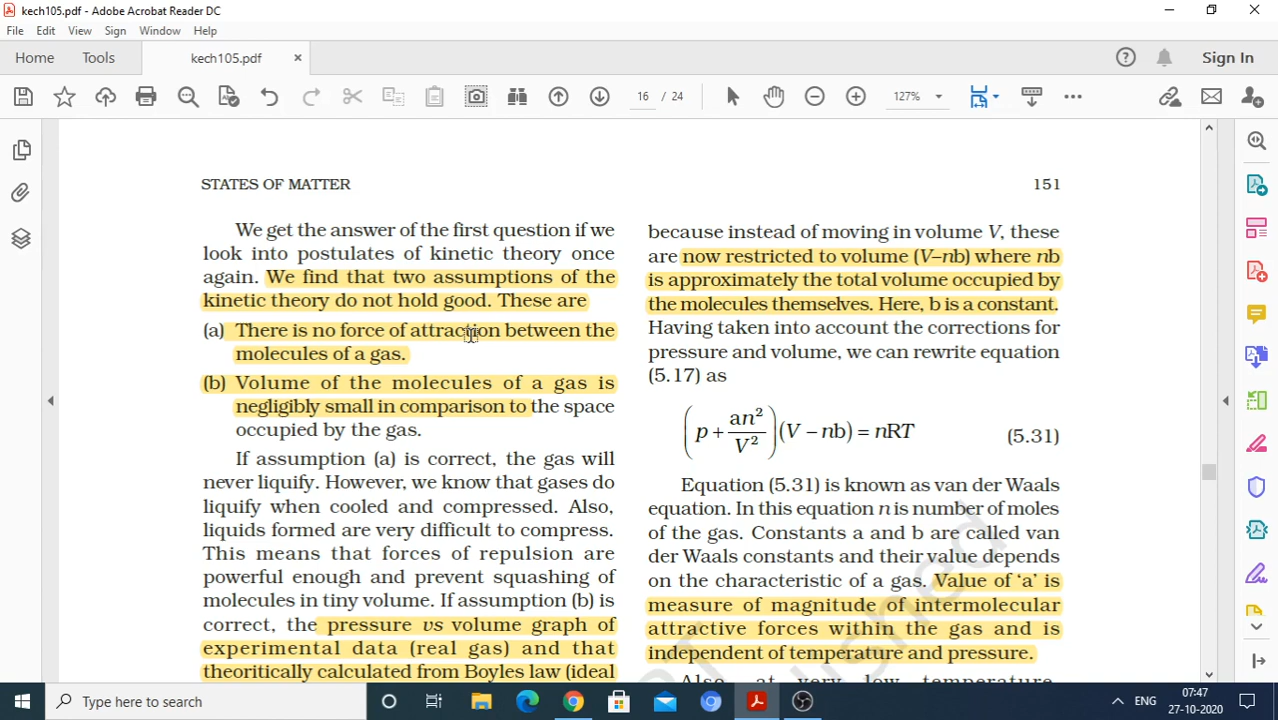 kech105.pdf - Adobe Acrobat Reader DC
File Edit View Sign Window Help
Home Tools kech105.pdf × Sign In
16 / 24 127%
STATES OF MATTER 151
We get the answer of the first question if we
look into postulates of kinetic theory once
again. We find that two assumptions of the
kinetic theory do not hold good. These are
(a) There is no force of attraction between the
molecules of a gas.
(b) Volume of the molecules of a gas is
negligibly small in comparison to the space
occupied by the gas.
If assumption (a) is correct, the gas will
never liquify. However, we know that gases do
liquify when cooled and compressed. Also,
liquids formed are very difficult to compress.
This means that forces of repulsion are
powerful enough and prevent squashing of
molecules in tiny volume. If assumption (b) is
correct, the pressure vs volume graph of
experimental data (real gas) and that
theoritically calculated from Boyles law (ideal
because instead of moving in volume V, these
are now restricted to volume (V–nb) where nb
is approximately the total volume occupied by
the molecules themselves. Here, b is a constant.
Having taken into account the corrections for
pressure and volume, we can rewrite equation
(5.17) as
(p + an²/V²)(V − nb) = nRT (5.31)
Equation (5.31) is known as van der Waals
equation. In this equation n is number of moles
of the gas. Constants a and b are called van
der Waals constants and their value depends
on the characteristic of a gas. Value of ‘a’ is
measure of magnitude of intermolecular
attractive forces within the gas and is
independent of temperature and pressure.
Also, at very low temperature,
Type here to search
ENG
07:47
27-10-2020